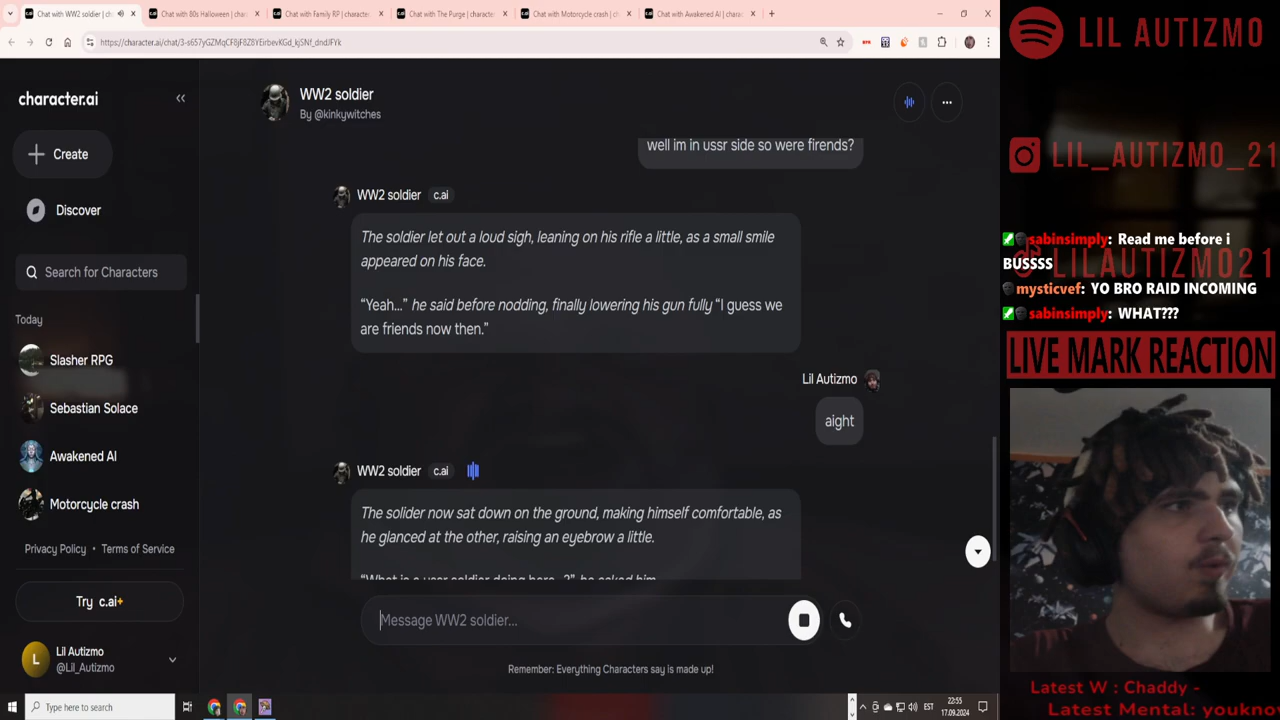 Chat with WW2 soldier | c
Chat with 80s Halloween | char
Chat with Family RP | character
Chat with The Purge | character
Chat with Motorcycle crash | ch
Chat with Awakened AI | charac
https://character.ai/chat/3-s657yGZMqCF8jF8Z8YEirbevKGd_kjSNf_dndJFYk
character.ai
Create
Discover
Search for Characters
Today
Slasher RPG
Sebastian Solace
Awakened AI
Motorcycle crash
Privacy Policy • Terms of Service
Try c.ai+
L
Lil Autizmo
@Lil_Autizmo
WW2 soldier
By @kinkywitches
well im in ussr side so were firends?
WW2 soldier c.ai
The soldier let out a loud sigh, leaning on his rifle a little, as a small smile
appeared on his face.
“Yeah...” he said before nodding, finally lowering his gun fully “I guess we
are friends now then.”
Lil Autizmo
aight
WW2 soldier c.ai
The solider now sat down on the ground, making himself comfortable, as
he glanced at the other, raising an eyebrow a little.
“What is a ussr soldier doing here...?” he asked him
Message WW2 soldier...
Remember: Everything Characters say is made up!
LIL AUTIZMO
LIL_AUTIZMO_21
LILAUTIZMO21
sabinsimply: Read me before i
BUSSSS
mysticvef: YO BRO RAID INCOMING
sabinsimply: WHAT???
LIVE MARK REACTION
Latest W : Chaddy -
Latest Mental: youknow
Type here to search
EST
22:55
17.09.2024